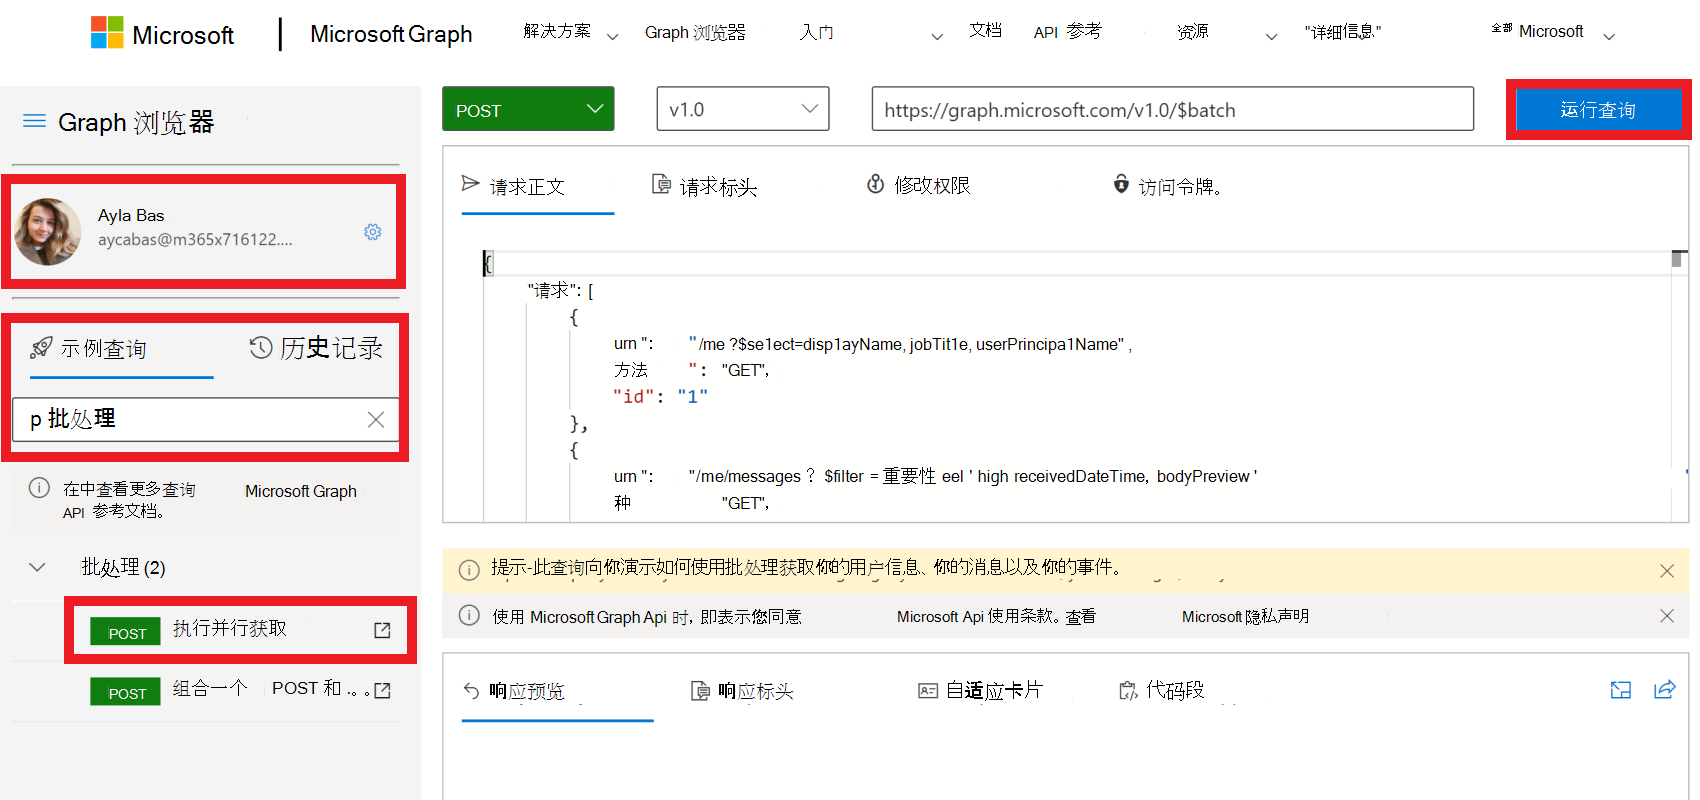 Microsoft | Microsoft Graph 解决方案 Graph 浏览器 入门 文档 API 参考 资源 "详细信息" 全部 Microsoft
Graph 浏览器
POST v1.0 https://graph.microsoft.com/v1.0/$batch 运行查询
请求正文 请求标头 修改权限 访问令牌。
Ayla Bas
aycabas@m365x716122....
{
"请求": [
{
urn ": "/me ?$se1ect=disp1ayName, jobTit1e, userPrincipa1Name" ,
方法 ": "GET",
"id": "1"
},
{
urn ": "/me/messages ? $filter = 重要性 eel ' high receivedDateTime, bodyPreview '
种 "GET",
示例查询 历史记录
p 批处理
在中查看更多查询 Microsoft Graph
API 参考文档。
批处理 (2)
POST 执行并行获取
POST 组合一个 POST 和 .. 。
提示-此查询向你演示如何使用批处理获取你的用户信息、你的消息以及你的事件。
使用 Microsoft Graph Api 时, 即表示您同意 Microsoft Api 使用条款。查看 Microsoft 隐私声明
响应预览 响应标头 自适应卡片 代码段